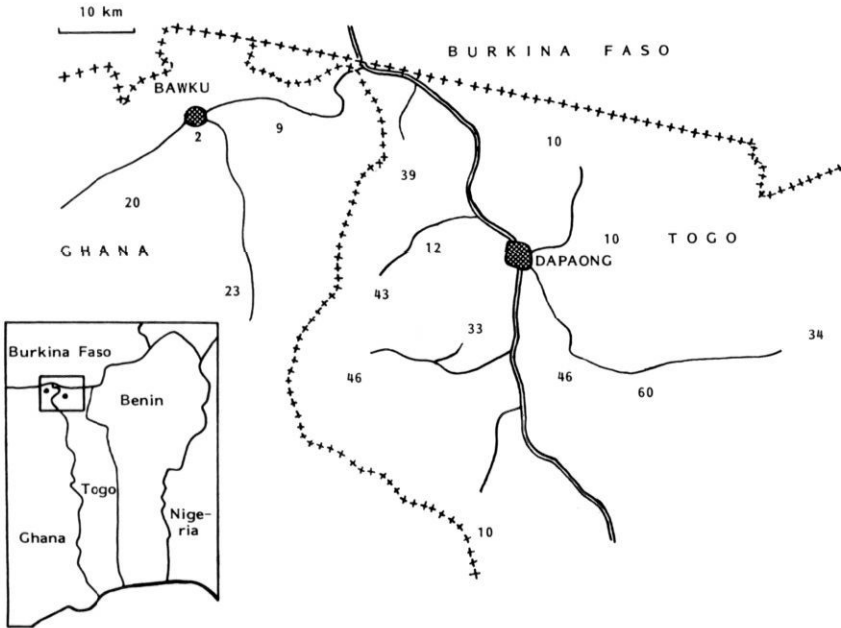 10 km
BURKINA FASO
BAWKU
2
9
10
39
20
GHANA
12
10 TOGO
DAPAONG
23
43
33
34
46
46
60
10
Burkina Faso
Benin
Togo
Nige-
ria
Ghana